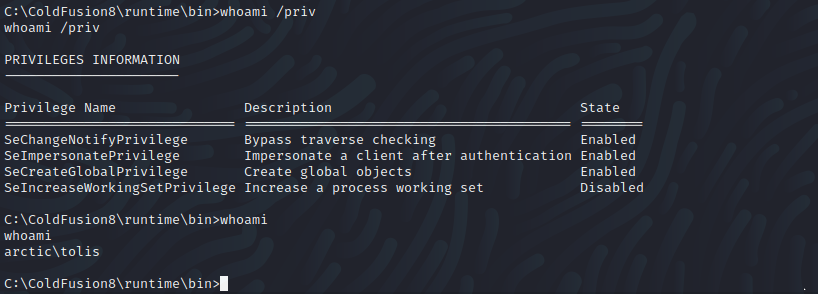 C:\ColdFusion8\runtime\bin>whoami /priv
whoami /priv
PRIVILEGES INFORMATION
----------------------
Privilege Name                Description                               State
============================= ========================================= ========
SeChangeNotifyPrivilege       Bypass traverse checking                  Enabled
SeImpersonatePrivilege        Impersonate a client after authentication Enabled
SeCreateGlobalPrivilege       Create global objects                     Enabled
SeIncreaseWorkingSetPrivilege Increase a process working set            Disabled
C:\ColdFusion8\runtime\bin>whoami
whoami
arctic\tolis
C:\ColdFusion8\runtime\bin>